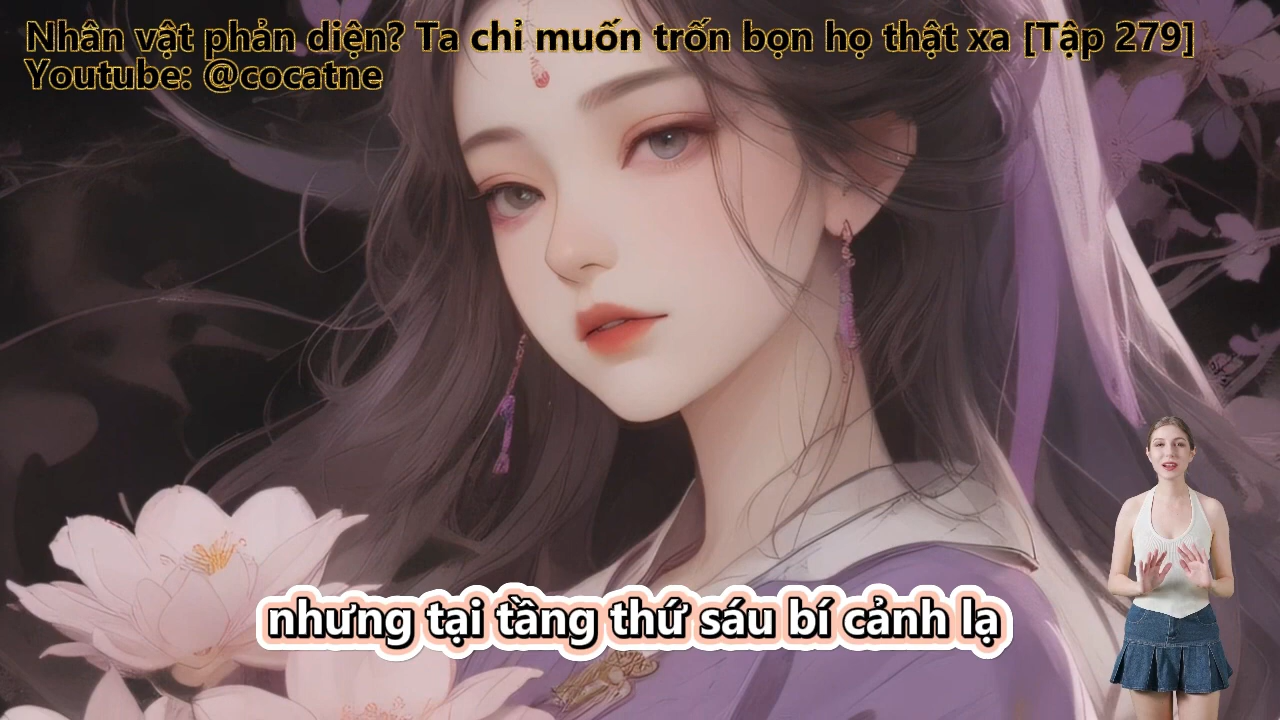 Nhân vật phản diện? Ta chỉ muốn trốn bọn họ thật xa [Tập 279]
Youtube: @cocatne
nhưng tại tầng thứ sáu bí cảnh lạ